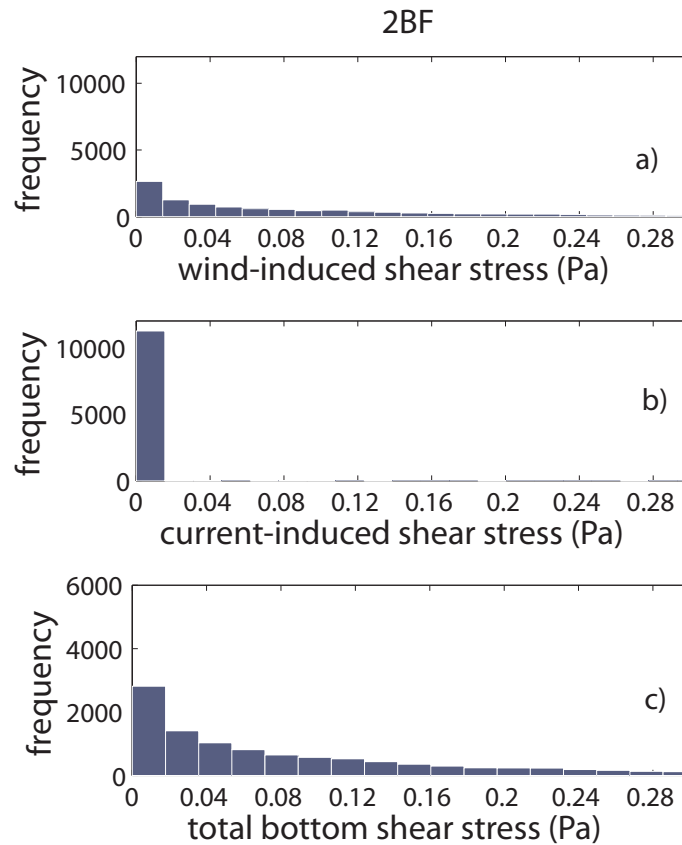 2BF
frequency
10000
5000
0
a)
0 0.04 0.08 0.12 0.16 0.2 0.24 0.28
wind-induced shear stress (Pa)
frequency
10000
5000
0
b)
0 0.04 0.08 0.12 0.16 0.2 0.24 0.28
current-induced shear stress (Pa)
frequency
6000
4000
2000
0
c)
0 0.04 0.08 0.12 0.16 0.2 0.24 0.28
total bottom shear stress (Pa)